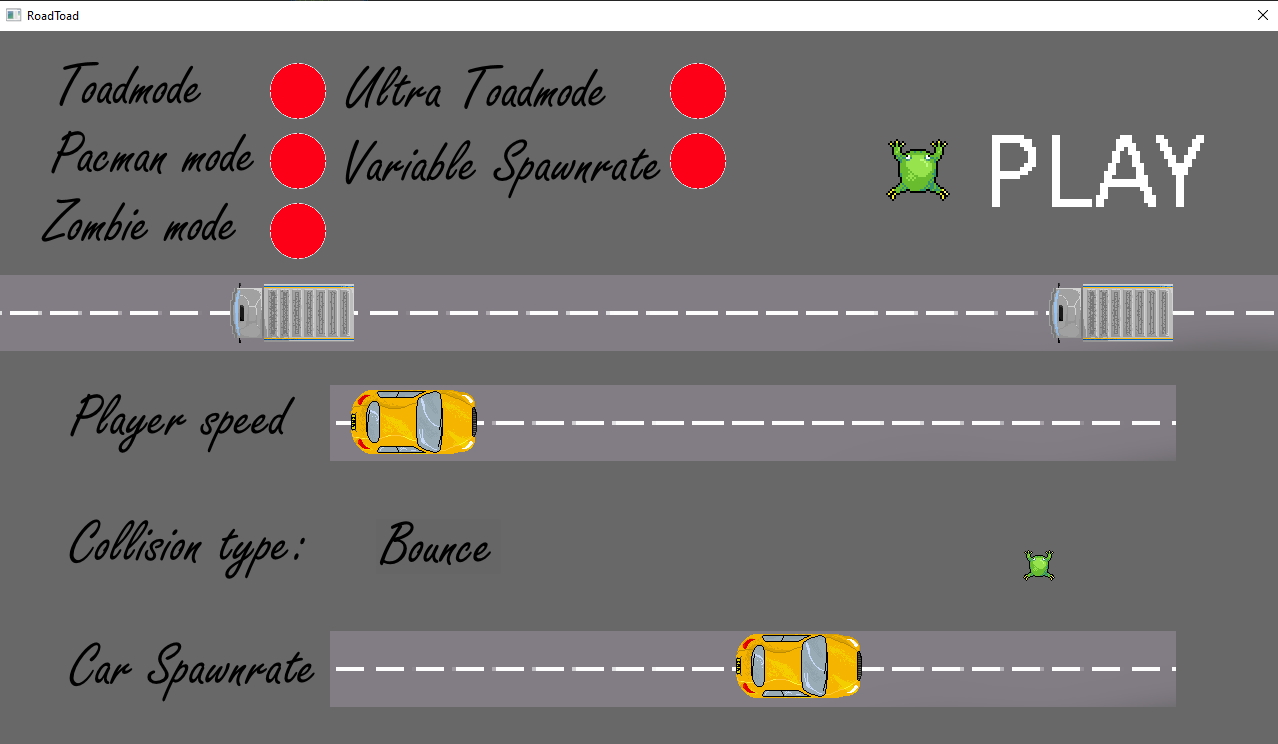 RoadToad
Toadmode
Ultra Toadmode
Pacman mode
Variable Spawnrate
PLAY
Zombie mode
Player speed
Collision type: Bounce
Car Spawnrate